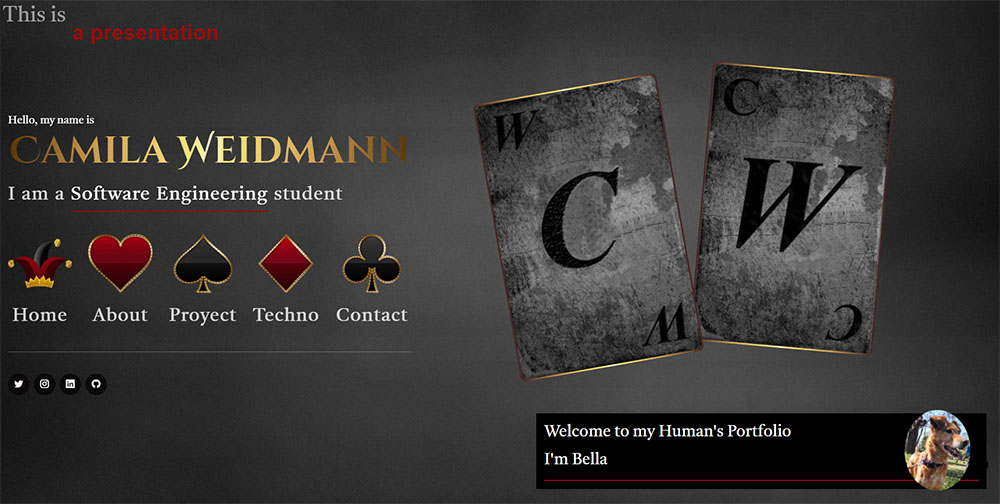 This is
a presentation
Hello, my name is
Camila Weidmann
I am a Software Engineering student
Home About Proyect Techno Contact
W
C
W
C
W
C
Welcome to my Human's Portfolio
I'm Bella